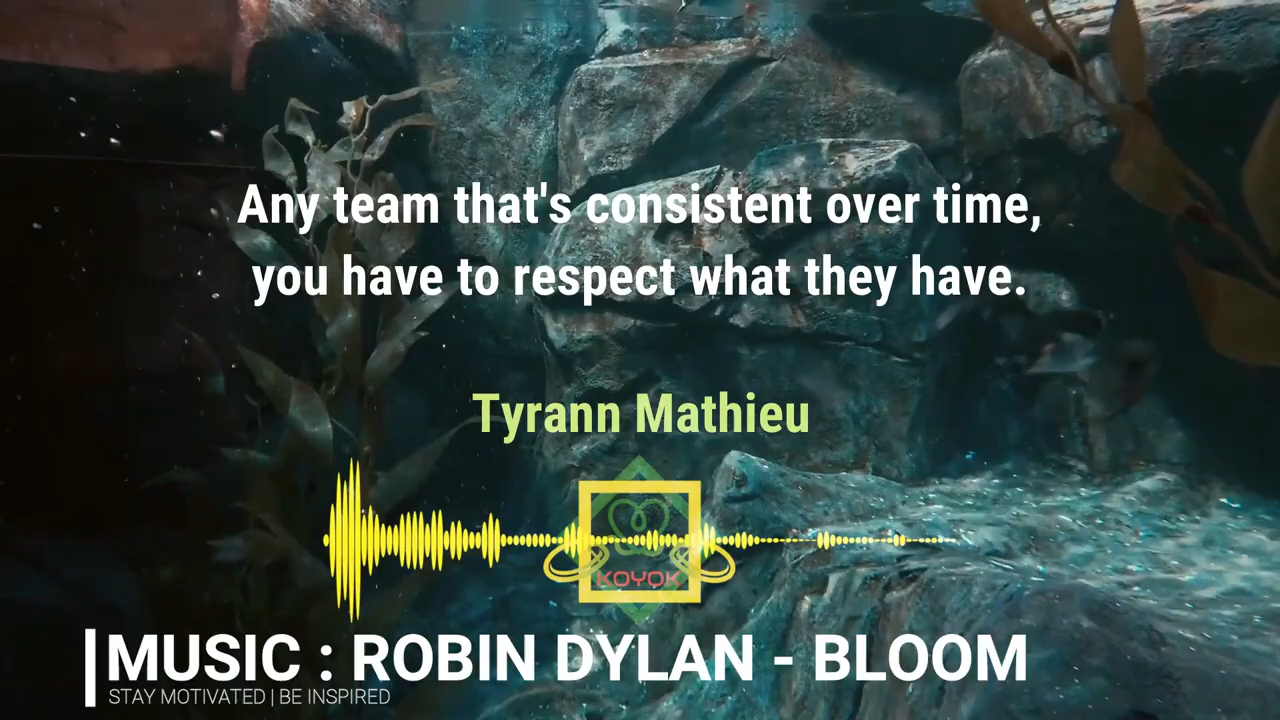 Any team that's consistent over time,
you have to respect what they have.
Tyrann Mathieu
KOYOK
MUSIC : ROBIN DYLAN - BLOOM
STAY MOTIVATED | BE INSPIRED